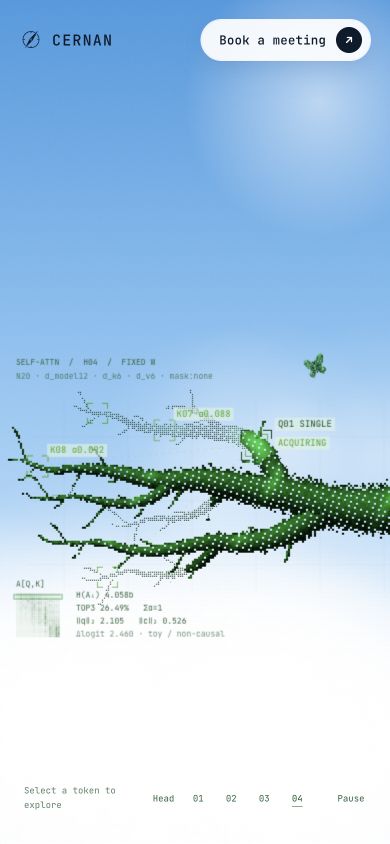 CERNAN
Book a meeting
SELF-ATTN / H04 / FIXED W
N20 · d_model12 · d_k6 · d_v6 · mask:none
K07 α0.088
Q01 SINGLE
ACQUIRING
K08 α0.092
A[Q,K]
H(Aᵢ) 4.058b
TOP3 26.49% Σα=1
‖q‖₂ 2.105 ‖c‖₂ 0.526
Δlogit 2.460 · toy / non-causal
Select a token to
explore
Head 01 02 03 04 Pause